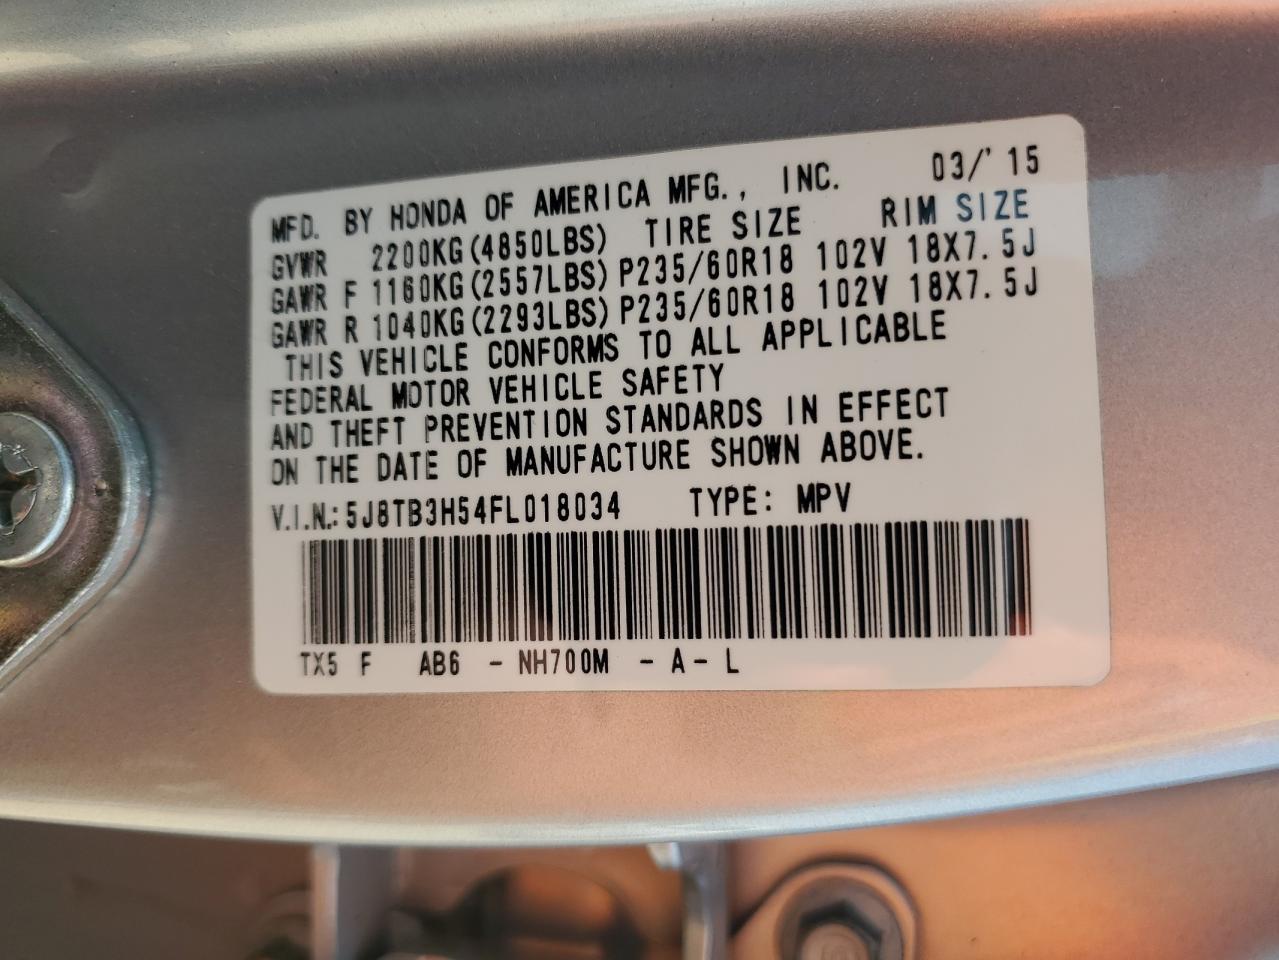 MFD. BY HONDA OF AMERICA MFG., INC. 03/'15
GVWR 2200KG(4850LBS) TIRE SIZE RIM SIZE
GAWR F 1160KG(2557LBS) P235/60R18 102V 18X7.5J
GAWR R 1040KG(2293LBS) P235/60R18 102V 18X7.5J
THIS VEHICLE CONFORMS TO ALL APPLICABLE
FEDERAL MOTOR VEHICLE SAFETY
AND THEFT PREVENTION STANDARDS IN EFFECT
ON THE DATE OF MANUFACTURE SHOWN ABOVE.
V.I.N.: 5J8TB3H54FL018034 TYPE: MPV
TX5 F AB6 - NH700M - A - L